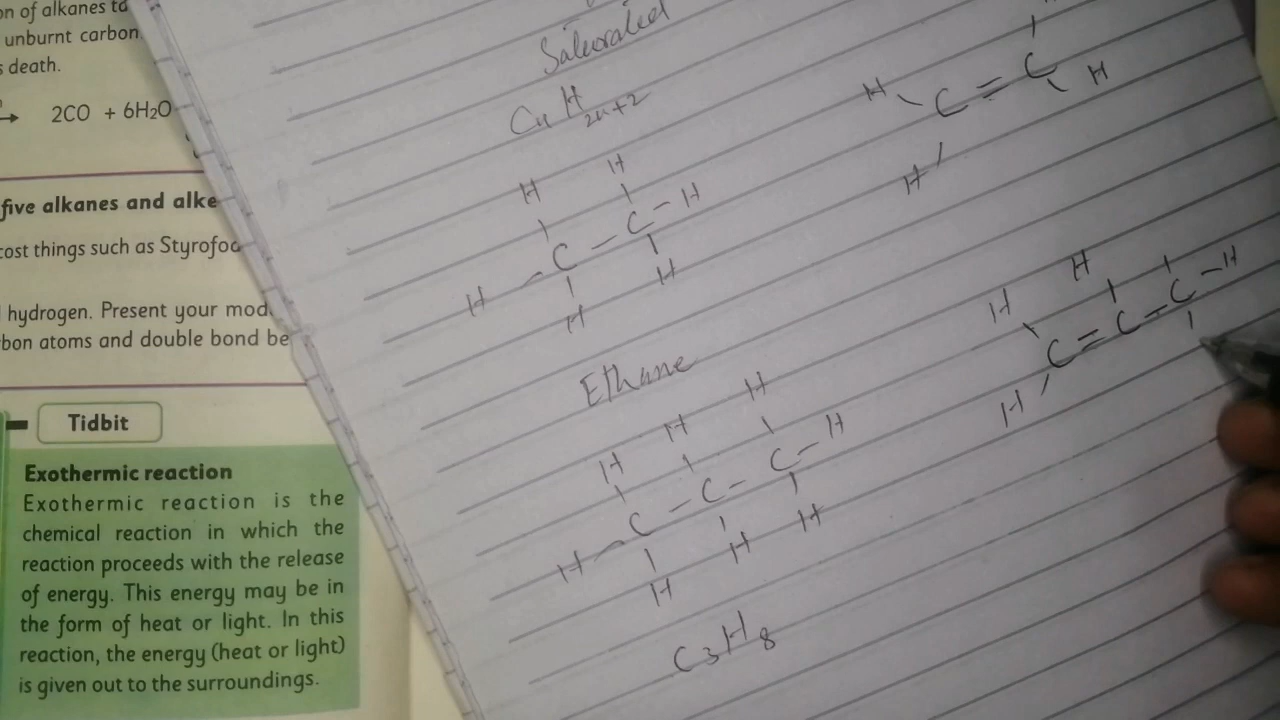 on of alkanes to
unburnt carbon
s death.
2CO + 6H₂O
five alkanes and alke
cost things such as Styrofoa
hydrogen. Present your mod
bon atoms and double bond be
Tidbit
Exothermic reaction
Exothermic reaction is the
chemical reaction in which the
reaction proceeds with the release
of energy. This energy may be in
the form of heat or light. In this
reaction, the energy (heat or light)
is given out to the surroundings.
Saturated
CnH2n+2
H H
H - C - C - H
H H
Ethane
H H H
H - C - C - C - H
H H H
C3H8
H C = C H
H
H H
C = C - C - H
H